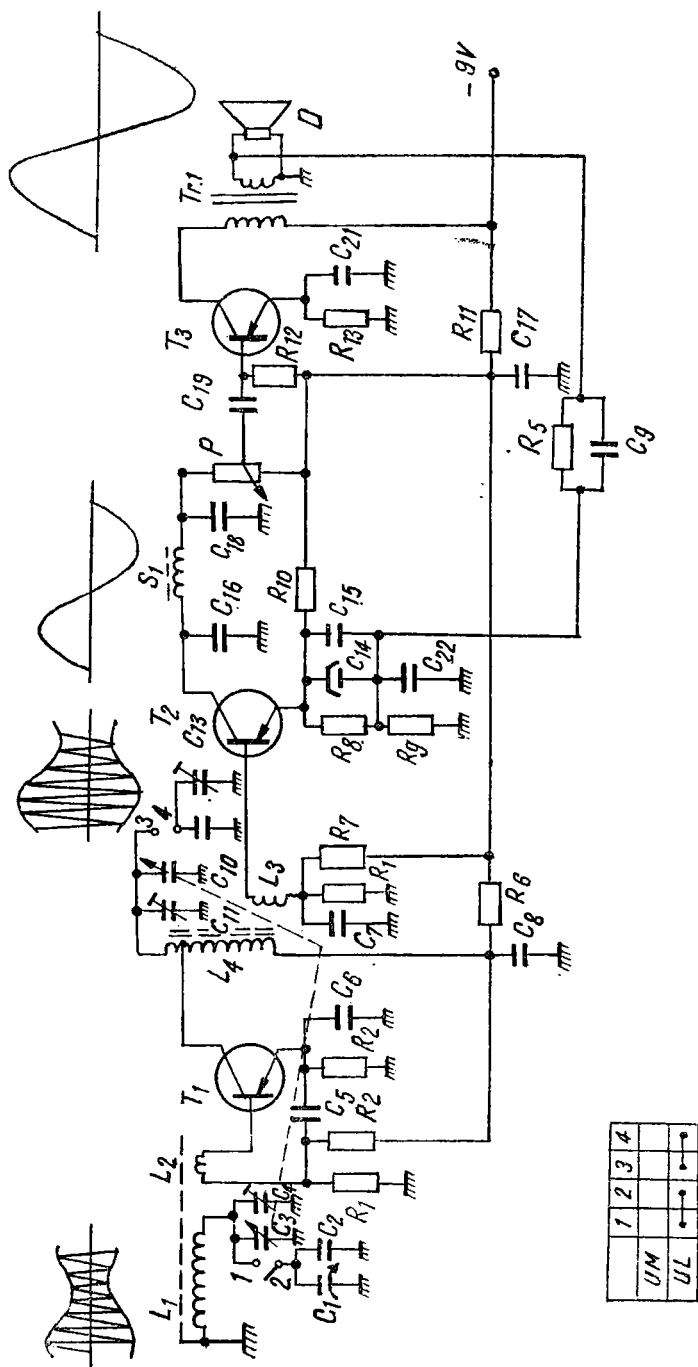 L1
L2
1
2
C1
C2
C3
C4
R1
R2
C5
R2
C6
T1
L4
C11
C10
3
4
C13
L3
C7
R1
R7
C8
R6
T2
C16
S1
C18
P
R8
C14
C15
R9
C22
R10
C19
T3
R12
R13
C21
Tr.1
D
R11
C17
R5
C9
- 9V
1 2 3 4
UM
UL